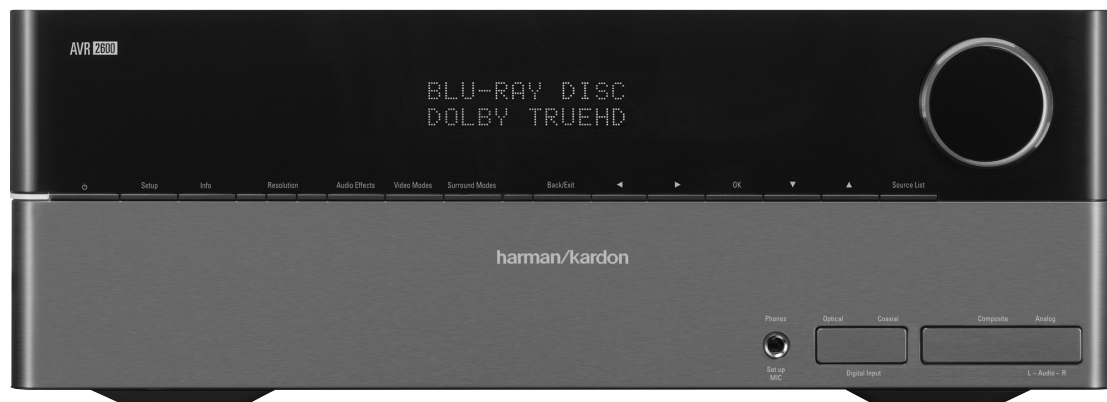 AVR 2600
BLU-RAY DISC
DOLBY TRUEHD
Setup Info Resolution Audio Effects Video Modes Surround Modes Back/Exit ◀ ▶ OK ▼ ▲ Source List
harman/kardon
Phones Optical Coaxial Composite Analog
Set up
MIC
Digital Input
L - Audio - R